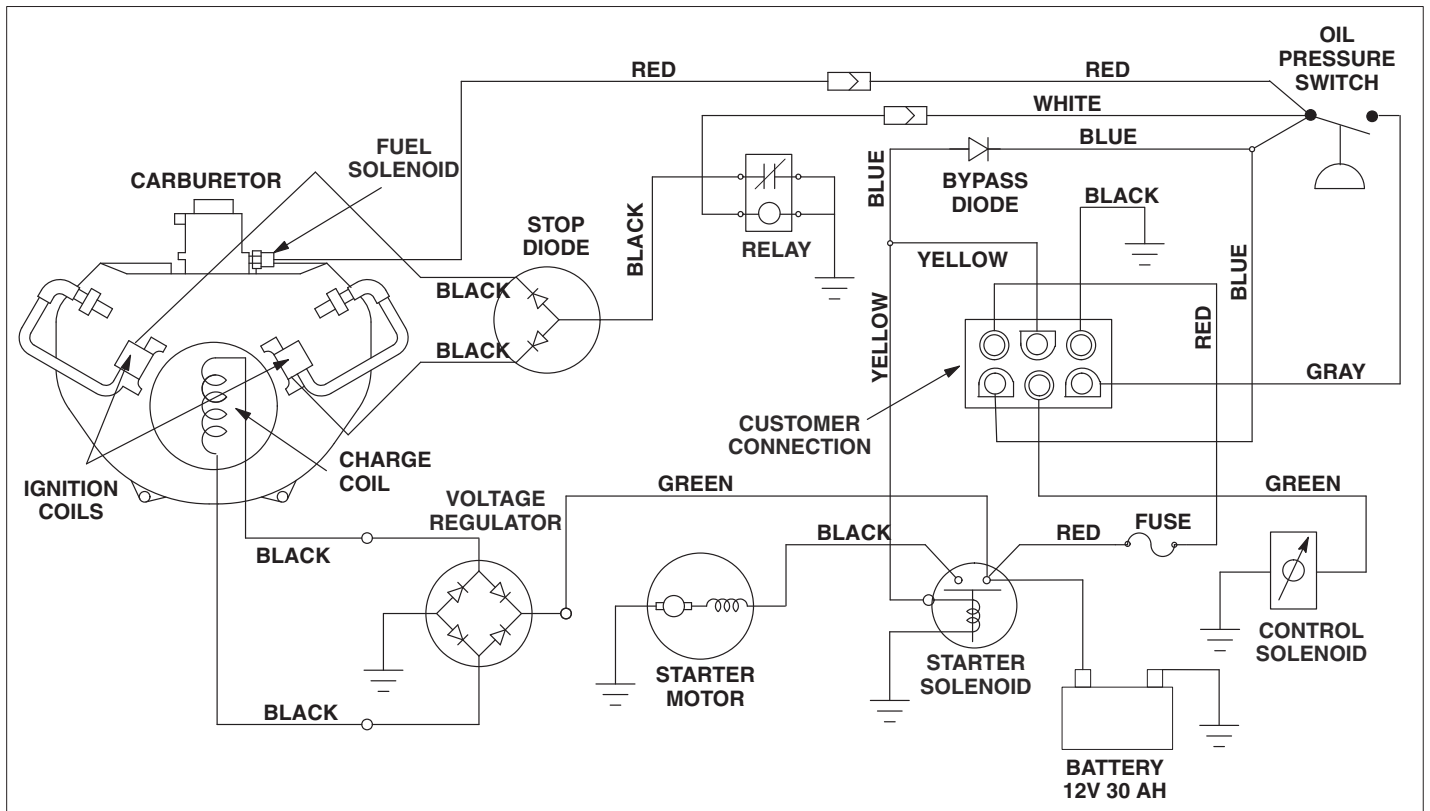 OIL
PRESSURE
SWITCH
RED
RED
WHITE
BLUE
FUEL
SOLENOID
CARBURETOR
STOP
DIODE
BLACK
RELAY
BLUE
BYPASS
DIODE
BLACK
YELLOW
BLUE
RED
BLACK
BLACK
YELLOW
GRAY
CUSTOMER
CONNECTION
IGNITION
COILS
CHARGE
COIL
VOLTAGE
REGULATOR
GREEN
GREEN
BLACK
BLACK
RED
FUSE
STARTER
MOTOR
STARTER
SOLENOID
CONTROL
SOLENOID
BLACK
BATTERY
12V 30 AH